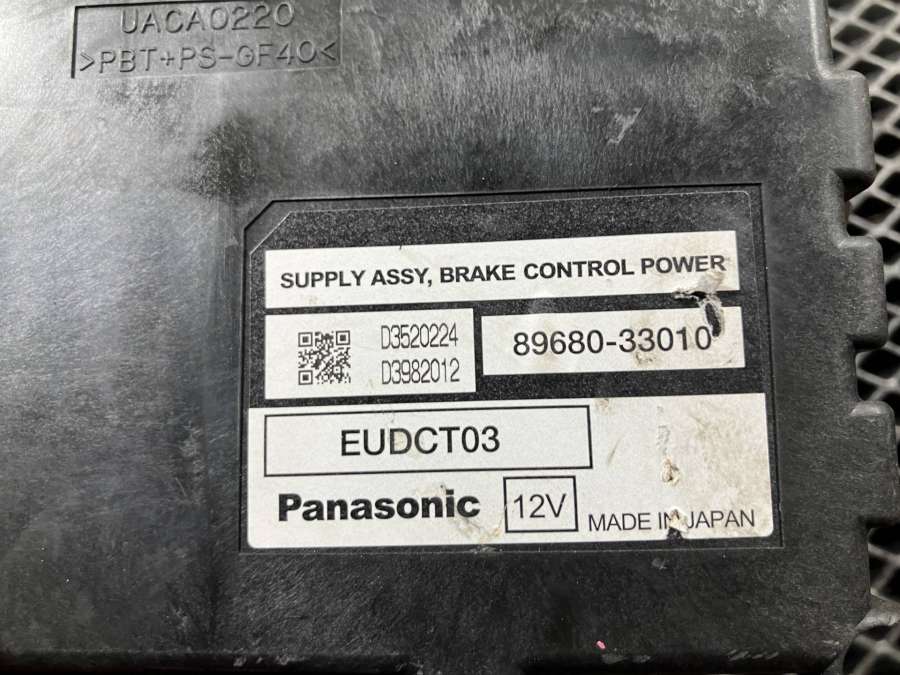 UACA0220
>PBT+PS-GF40<
SUPPLY ASSY, BRAKE CONTROL POWER
D3520224
D3982012
89680-33010
EUDCT03
Panasonic
12V
MADE IN JAPAN